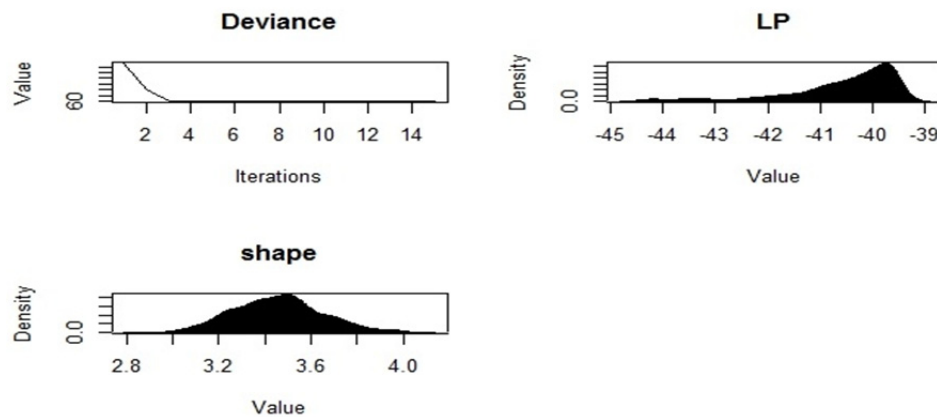 Deviance
Value
60
2 4 6 8 10 12 14
Iterations
LP
Density
0.0
-45 -44 -43 -42 -41 -40 -39
Value
shape
Density
0.0
2.8 3.2 3.6 4.0
Value